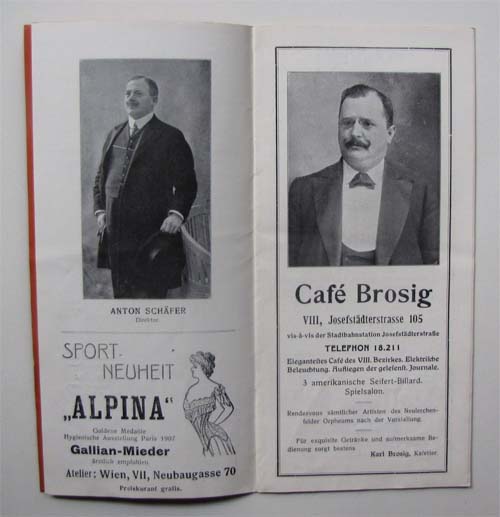 ANTON SCHÄFER
Direktor.
SPORT-
NEUHEIT
„ALPINA“
Goldene Medaille
Hygienische Ausstellung Paris 1907
Gallian-Mieder
ärztlich empfohlen
Atelier: Wien, VII, Neubaugasse 70
Preiskurant gratis.
Café Brosig
VIII, Josefstädterstrasse 105
vis-à-vis der Stadtbahnstation Josefstädterstraße
TELEPHON 18.211
Elegantestes Café des VIII. Bezirkes. Elektrische
Beleuchtung. Aufliegen der gelesenst. Journale.
3 amerikanische Seifert-Billard.
Spielsalon.
Rendezvous sämtlicher Artisten des Neulerchen-
felder Orpheums nach der Vorstellung.
Für exquisite Getränke und aufmerksame Be-
dienung sorgt bestens
Karl Brosig, Kafetier.